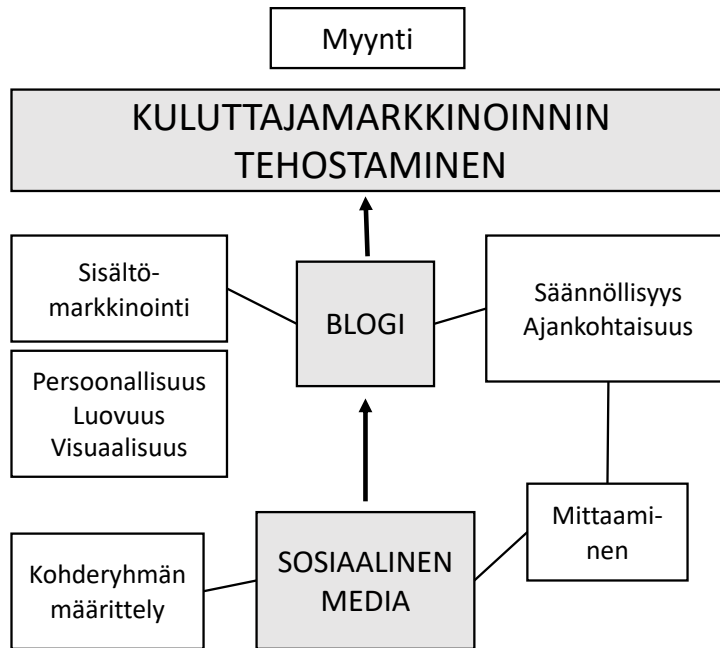 Myynti
KULUTTAJAMARKKINOINNIN
TEHOSTAMINEN
Sisältö-
markkinointi
BLOGI
Säännöllisyys
Ajankohtaisuus
Persoonallisuus
Luovuus
Visuaalisuus
Mittaami-
nen
Kohderyhmän
määrittely
SOSIAALINEN
MEDIA